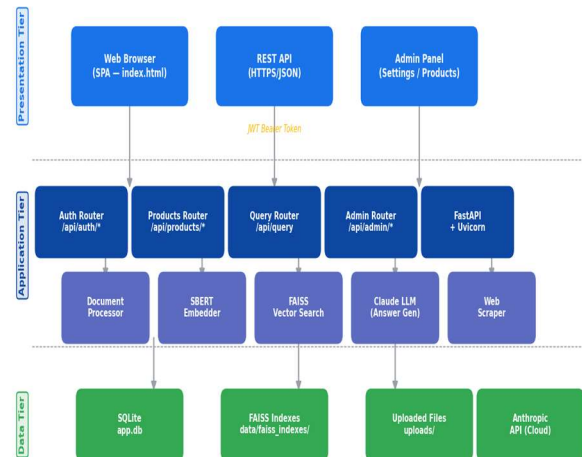 Presentation Tier
Web Browser
(SPA — index.html)
REST API
(HTTPS/JSON)
Admin Panel
(Settings / Products)
JWT Bearer Token
Application Tier
Auth Router
/api/auth/*
Products Router
/api/products/*
Query Router
/api/query
Admin Router
/api/admin/*
FastAPI
+ Uvicorn
Document
Processor
SBERT
Embedder
FAISS
Vector Search
Claude LLM
(Answer Gen)
Web
Scraper
Data Tier
SQLite
app.db
FAISS Indexes
data/faiss_indexes/
Uploaded Files
uploads/
Anthropic
API (Cloud)